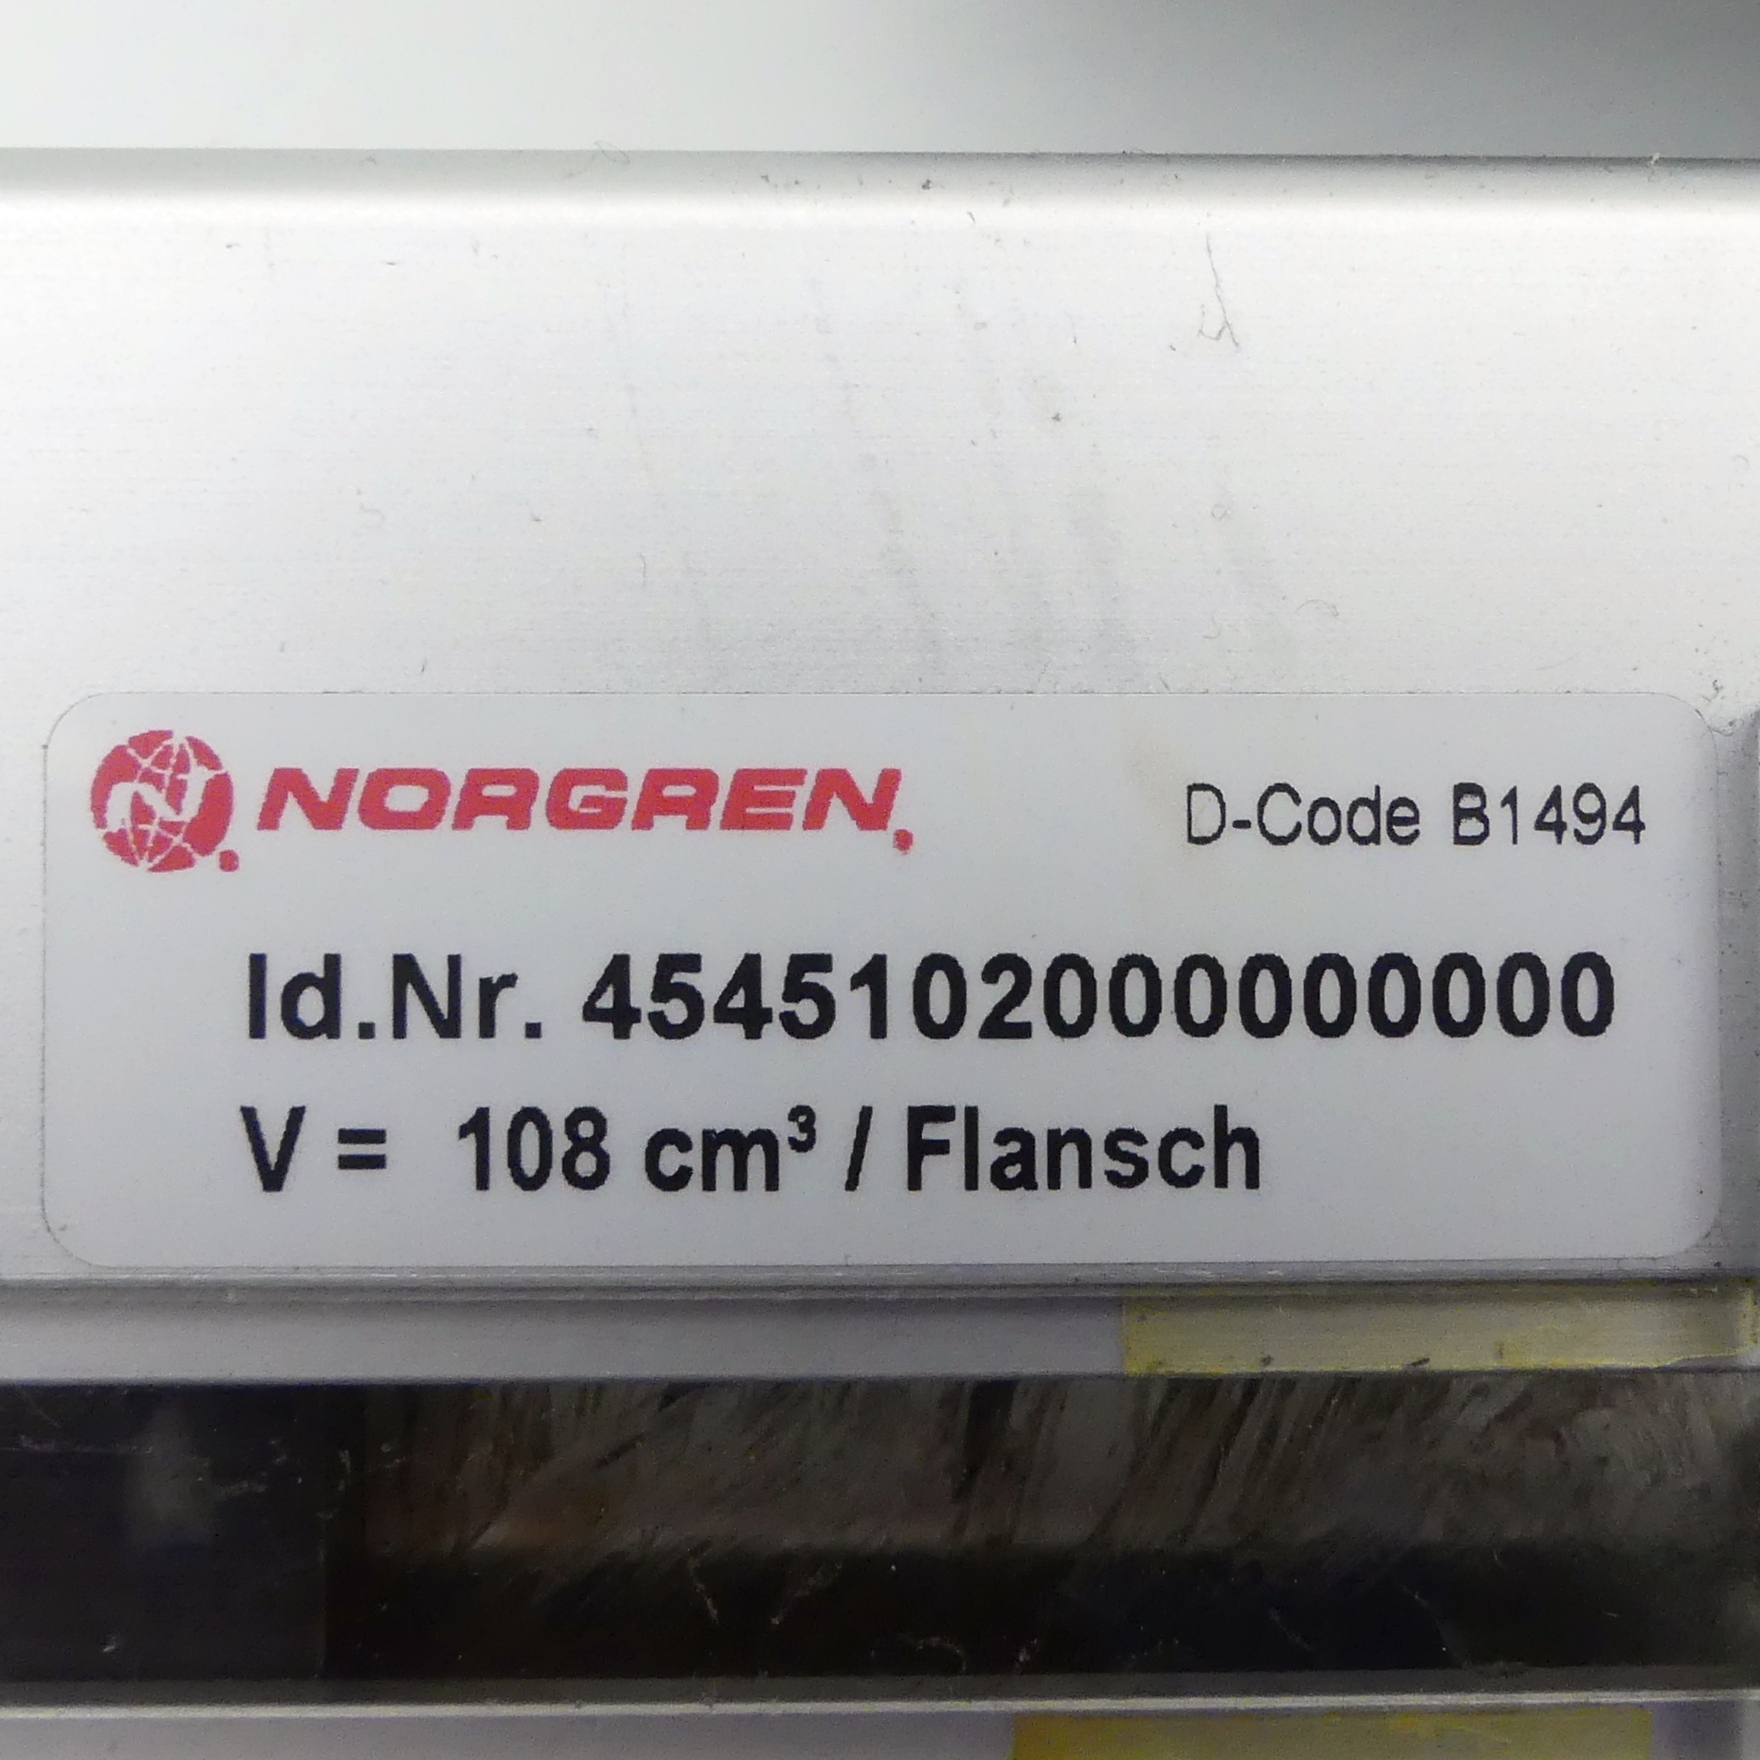 NORGREN. D-Code B1494
Id.Nr. 4545102000000000
V = 108 cm³ / Flansch